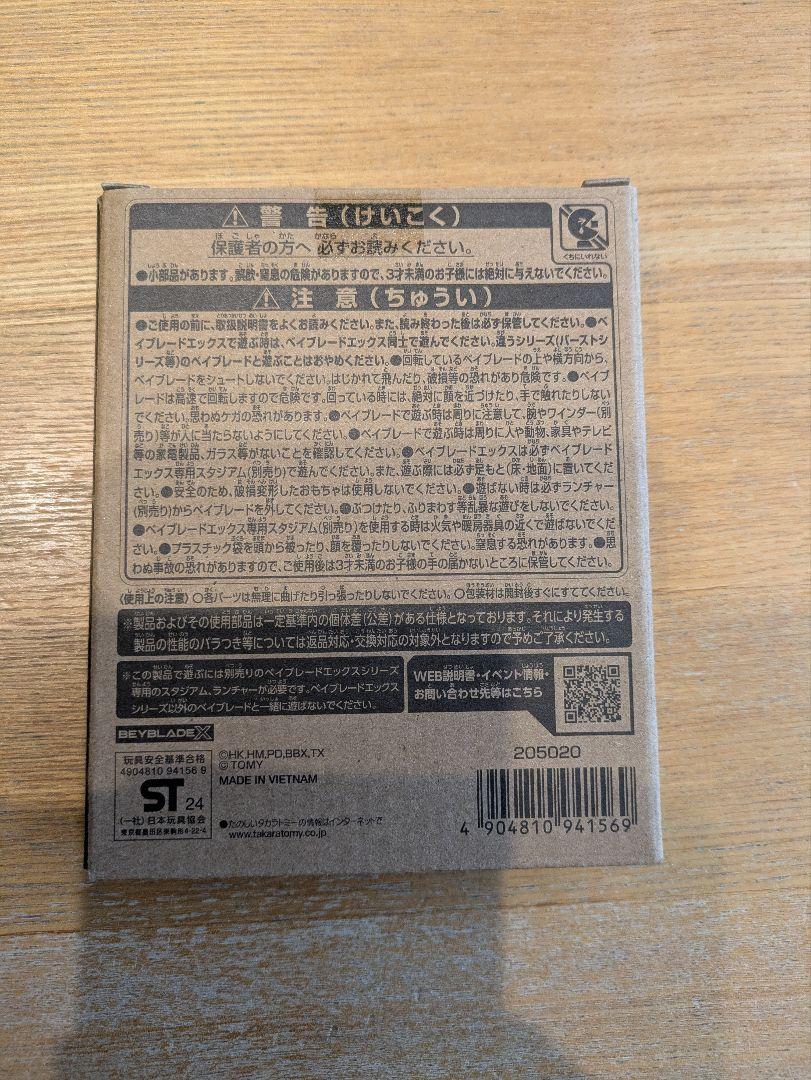 ⚠警 告(けいこく)
保護者の方へ 必ずお読みください。
くちにいれない
●小部品があります。誤飲・窒息の危険がありますので、3才未満のお子様には絶対に与えないでください。
⚠注 意(ちゅうい)
●ご使用の前に、取扱説明書をよくお読みください。また、読み終わった後は必ず保管してください。●ベ
イブレードエックスで遊ぶ時は、ベイブレードエックス同士で遊んでください。違うシリーズ(バーストシ
リーズ等)のベイブレードと遊ぶことはおやめください。●回転しているベイブレードの上や横方向から、
ベイブレードをシュートしないでください。はじかれて飛んだり、破損等の恐れがあり危険です。●ベイブ
レードは高速で回転しますので危険です。回っている時には、絶対に顔を近づけたり、手で触れたりしない
でください。思わぬケガの恐れがあります。●ベイブレードで遊ぶ時は周りに注意して、腕やワインダー(別
売り)等が人に当たらないようにしてください。●ベイブレードで遊ぶ時は周りに人や動物、家具やテレビ
等の家電製品、ガラス等がないことを確認してください。●ベイブレードエックスは必ずベイブレード
エックス専用スタジアム(別売り)で遊んでください。また、遊ぶ際には必ず足もと(床・地面)に置いてくだ
さい。●安全のため、破損変形したおもちゃは使用しないでください。●遊ばない時は必ずランチャー
(別売り)からベイブレードを外してください。●ぶつけたり、ふりまわす等乱暴な遊びをしないでください。
●ベイブレードエックス専用スタジアム(別売り)を使用する時は火気や暖房器具の近くで遊ばないでくだ
さい。●プラスチック袋を頭から被ったり、顔を覆ったりしないでください。窒息する恐れがあります。●思
わぬ事故の恐れがありますので、ご使用後は3才未満のお子様の手の届かないところに保管してください。
〈使用上の注意〉○各パーツは無理に曲げたり引っ張ったりしないでください。○包装材は開封後すぐにすててください。
※製品およびその使用部品は一定基準内の個体差(公差)がある仕様となっております。それにより発生する
製品の性能のバラつき等については返品対応・交換対応の対象外となりますので予めご了承ください。
※この製品で遊ぶには別売りのベイブレードエックスシリーズ
専用のスタジアム、ランチャーが必要です。ベイブレードエックス
シリーズ以外のベイブレードと一緒に遊ばないでください。
WEB説明書・イベント情報・
お問い合わせ先等はこちら
BEYBLADE X
玩具安全基準合格
4904810 94156 9
ST 24
(一社)日本玩具協会
東京都墨田区東駒形4-22-4
©HK,HM,PD,BBX,TX
© TOMY
MADE IN VIETNAM
●たのしいタカラトミーの情報はインターネットで
www.takaratomy.co.jp
205020
4 904810 941569